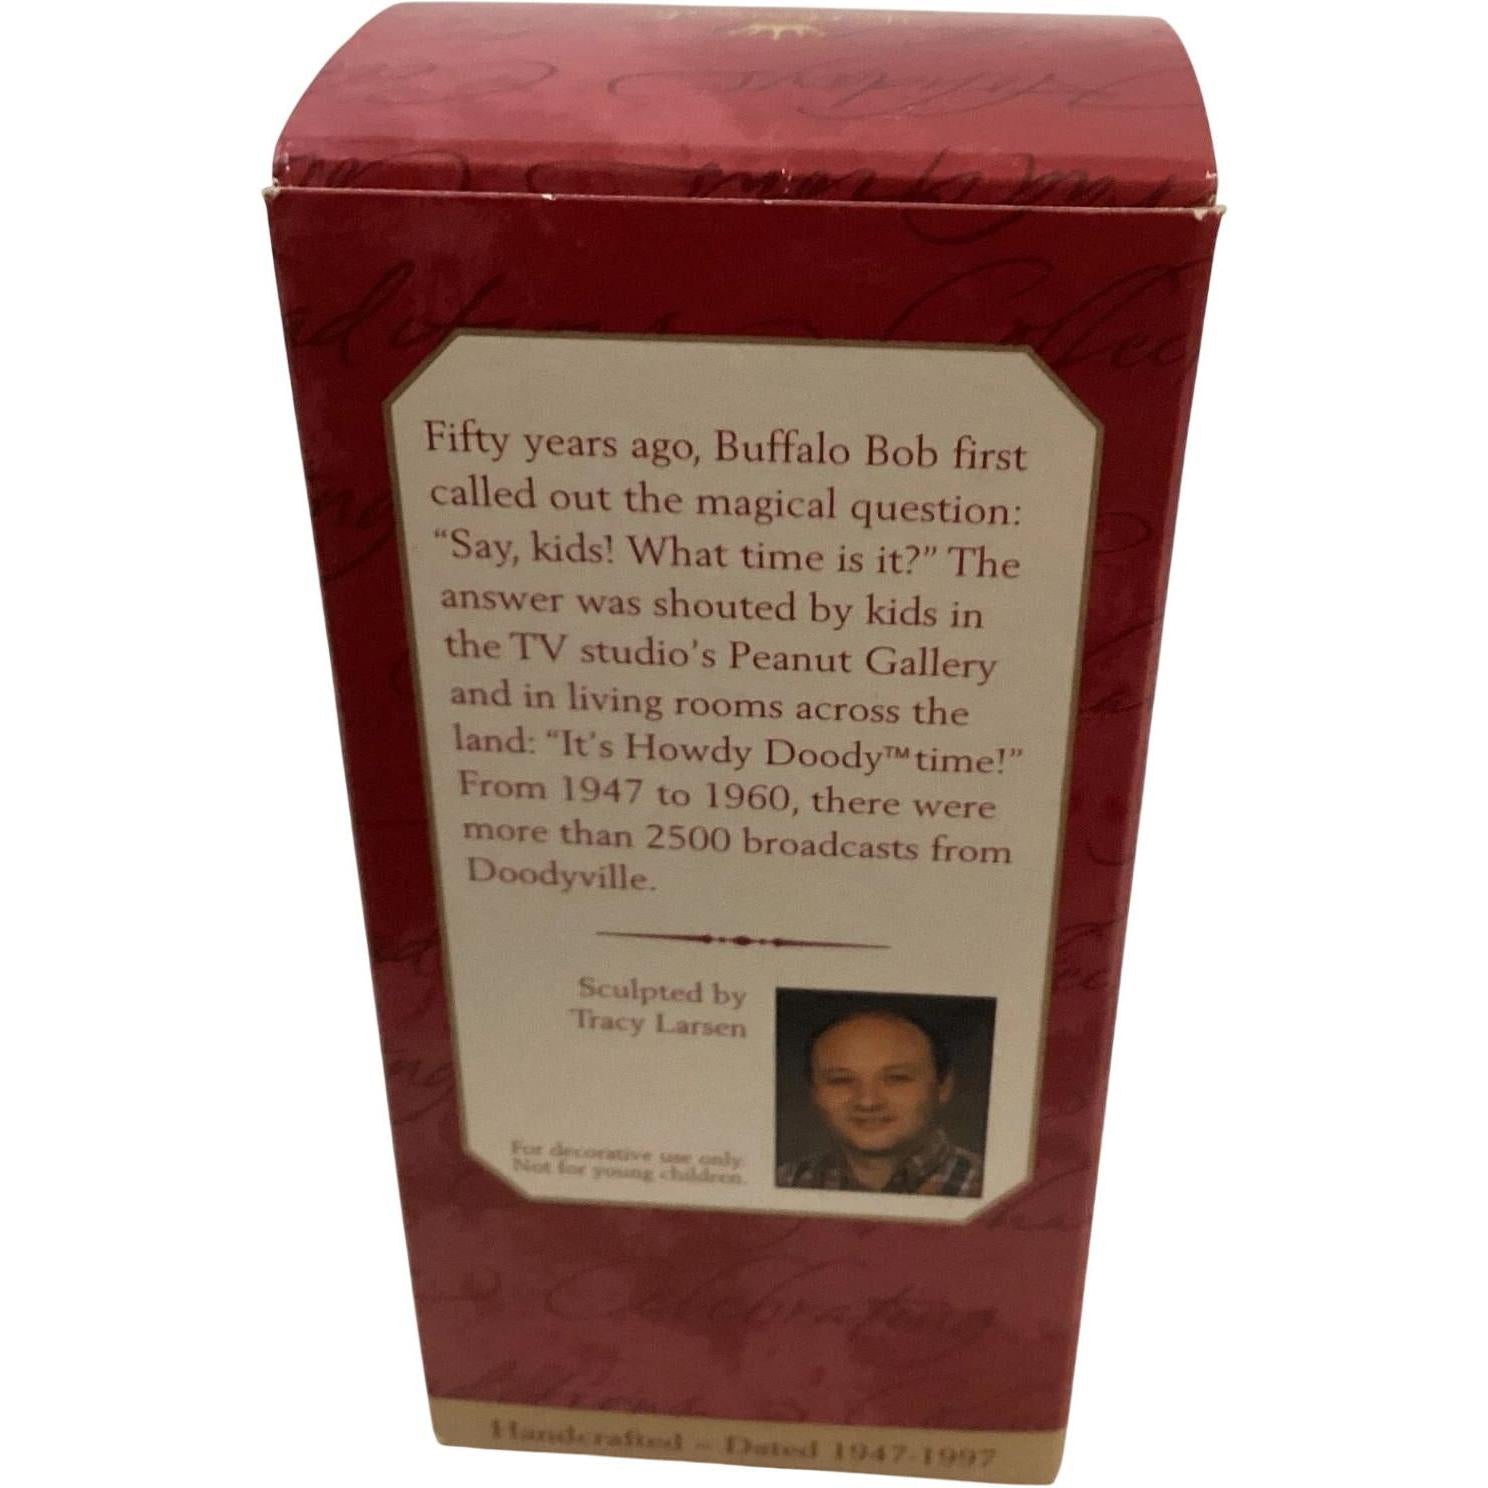 Fifty years ago, Buffalo Bob first
called out the magical question:
“Say, kids! What time is it?” The
answer was shouted by kids in
the TV studio’s Peanut Gallery
and in living rooms across the
land: “It’s Howdy Doody™ time!”
From 1947 to 1960, there were
more than 2500 broadcasts from
Doodyville.
Sculpted by
Tracy Larsen
For decorative use only.
Not for young children.
Celebrating
Handcrafted – Dated 1947-1997